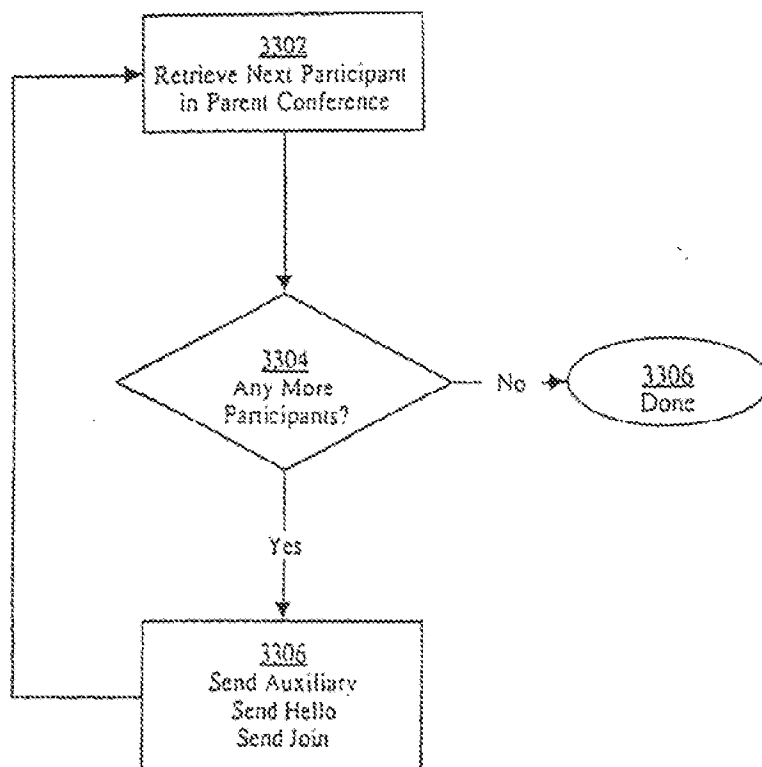 3302
Retrieve Next Participant
in Parent Conference
3304
Any More
Participants?
No
3306
Done
Yes
3306
Send Auxiliary
Send Hello
Send Join